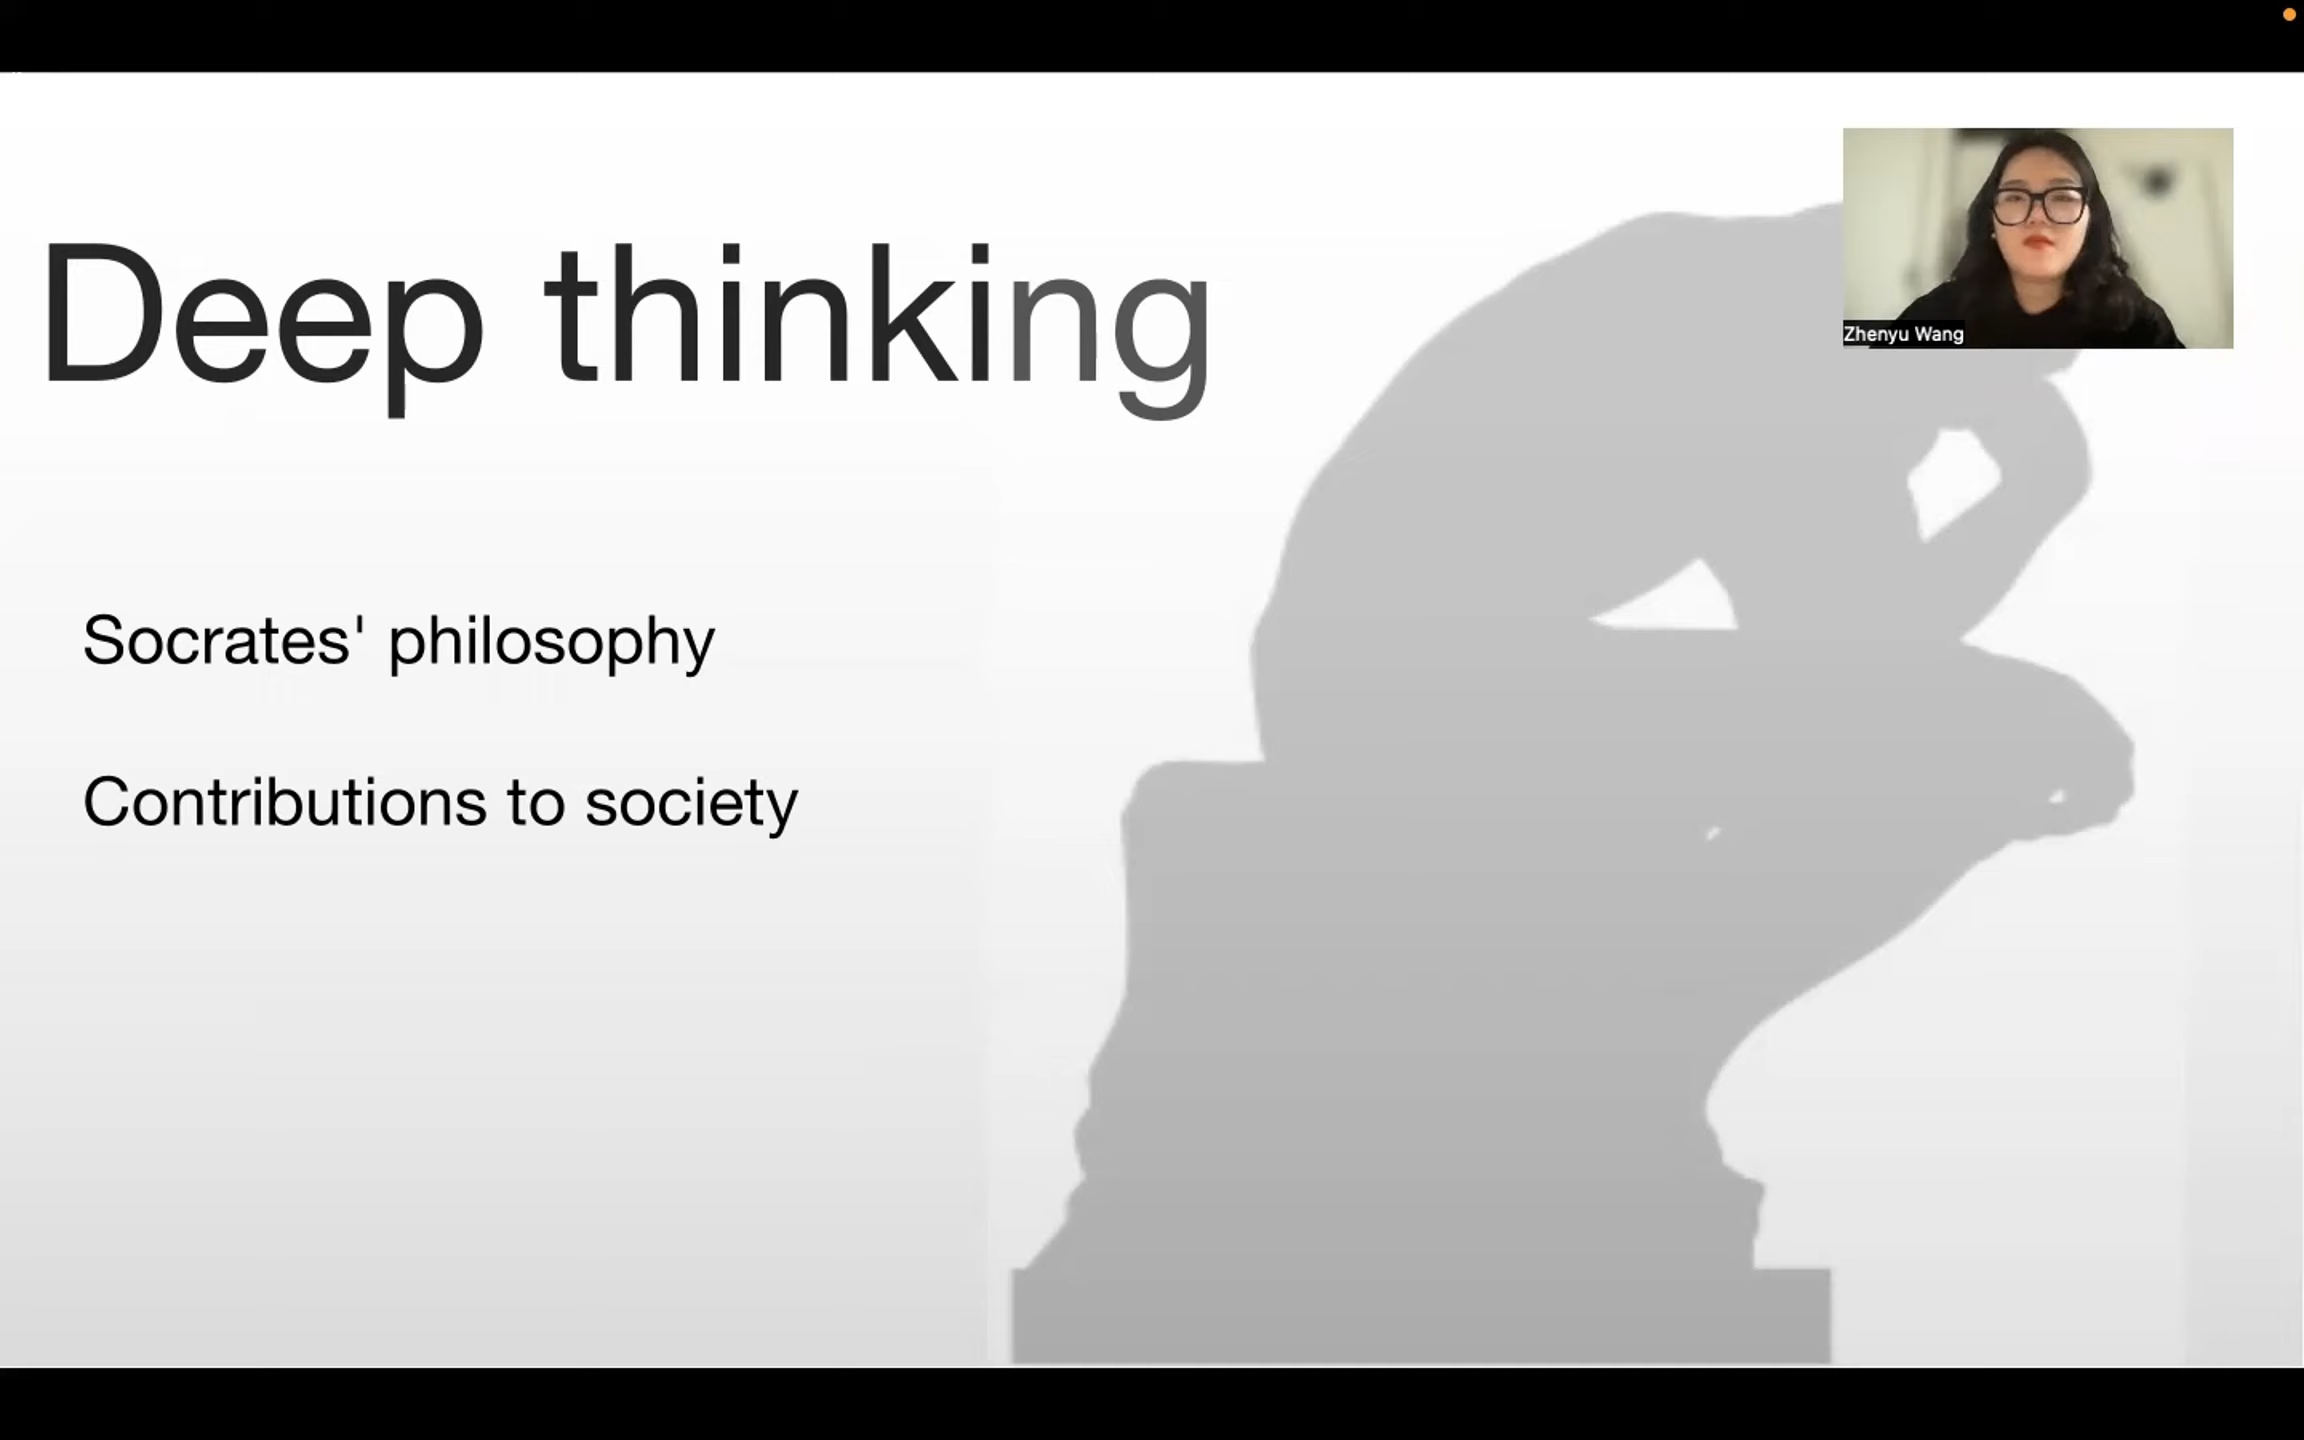 Deep thinking
Zhenyu Wang
Socrates' philosophy
Contributions to society